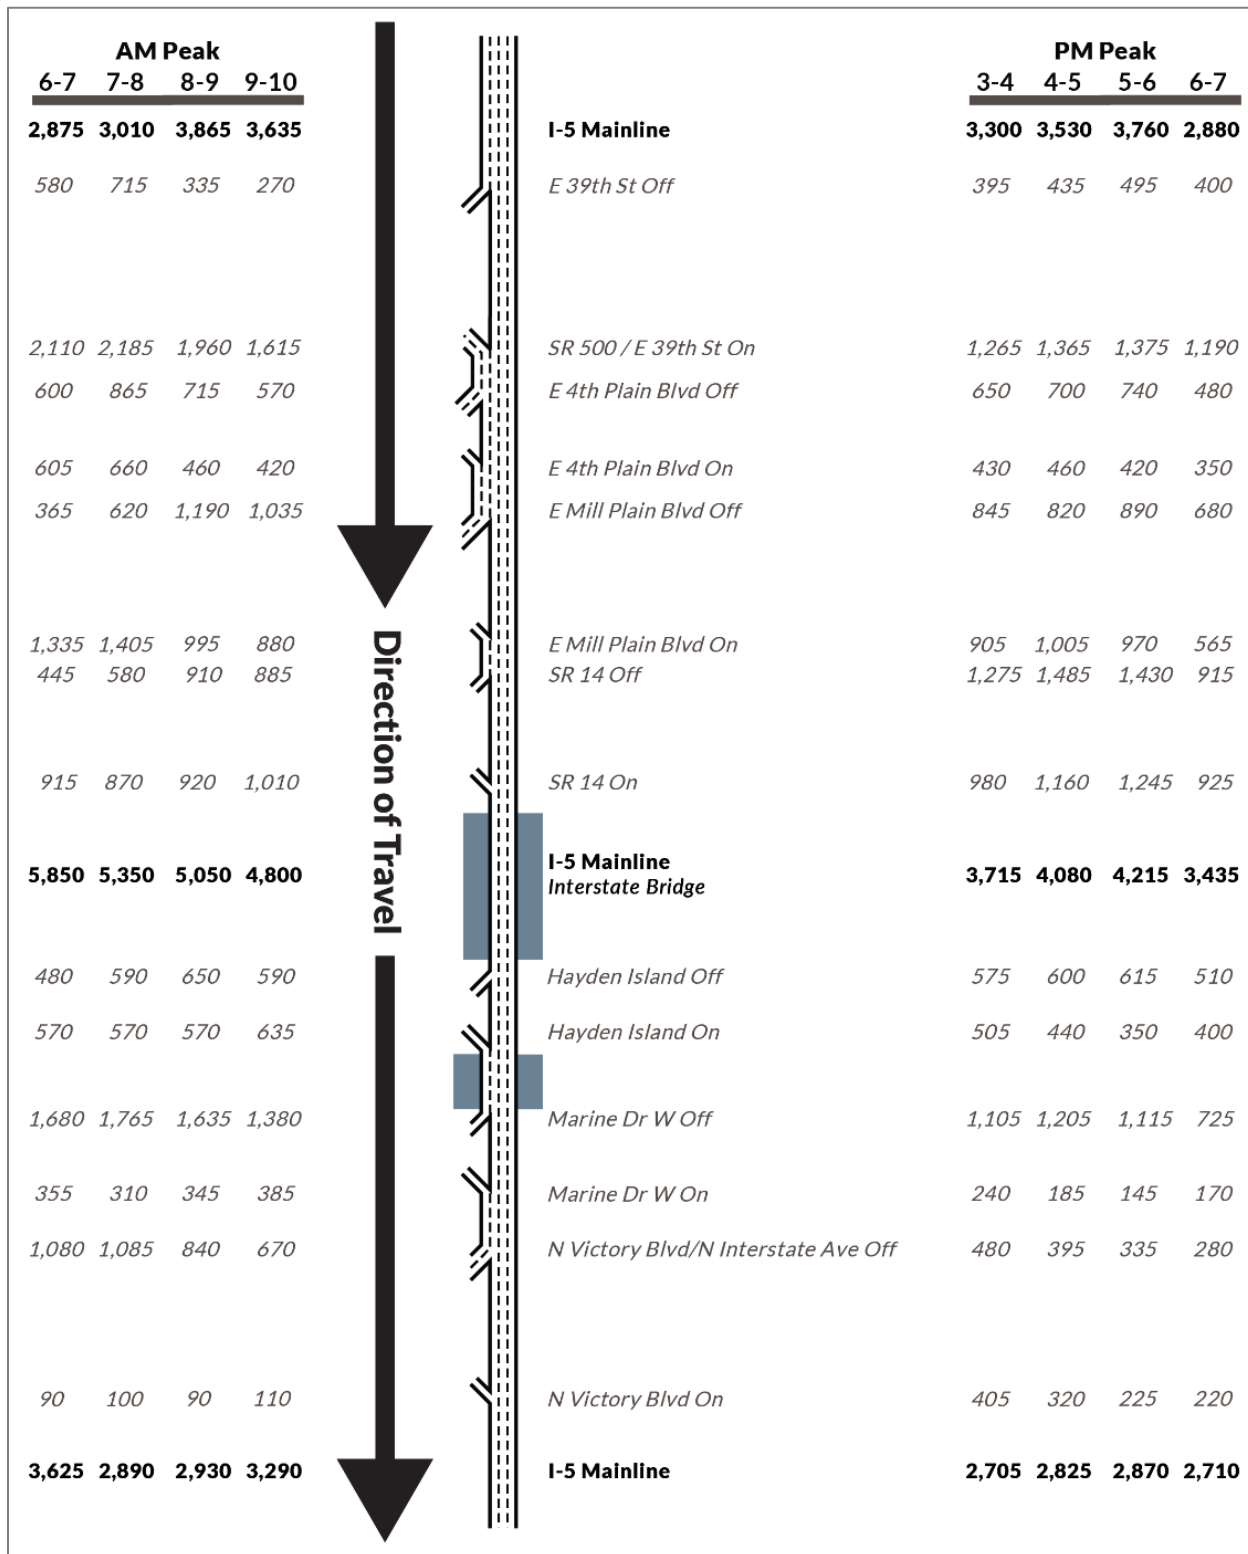 AM Peak PM Peak
6-7 7-8 8-9 9-10 3-4 4-5 5-6 6-7
2,875 3,010 3,865 3,635 I-5 Mainline 3,300 3,530 3,760 2,880
580 715 335 270 E 39th St Off 395 435 495 400
2,110 2,185 1,960 1,615 SR 500 / E 39th St On 1,265 1,365 1,375 1,190
600 865 715 570 E 4th Plain Blvd Off 650 700 740 480
605 660 460 420 E 4th Plain Blvd On 430 460 420 350
365 620 1,190 1,035 E Mill Plain Blvd Off 845 820 890 680
1,335 1,405 995 880 E Mill Plain Blvd On 905 1,005 970 565
445 580 910 885 SR 14 Off 1,275 1,485 1,430 915
Direction of Travel
915 870 920 1,010 SR 14 On 980 1,160 1,245 925
5,850 5,350 5,050 4,800 I-5 Mainline 3,715 4,080 4,215 3,435
Interstate Bridge
480 590 650 590 Hayden Island Off 575 600 615 510
570 570 570 635 Hayden Island On 505 440 350 400
1,680 1,765 1,635 1,380 Marine Dr W Off 1,105 1,205 1,115 725
355 310 345 385 Marine Dr W On 240 185 145 170
1,080 1,085 840 670 N Victory Blvd/N Interstate Ave Off 480 395 335 280
90 100 90 110 N Victory Blvd On 405 320 225 220
3,625 2,890 2,930 3,290 I-5 Mainline 2,705 2,825 2,870 2,710